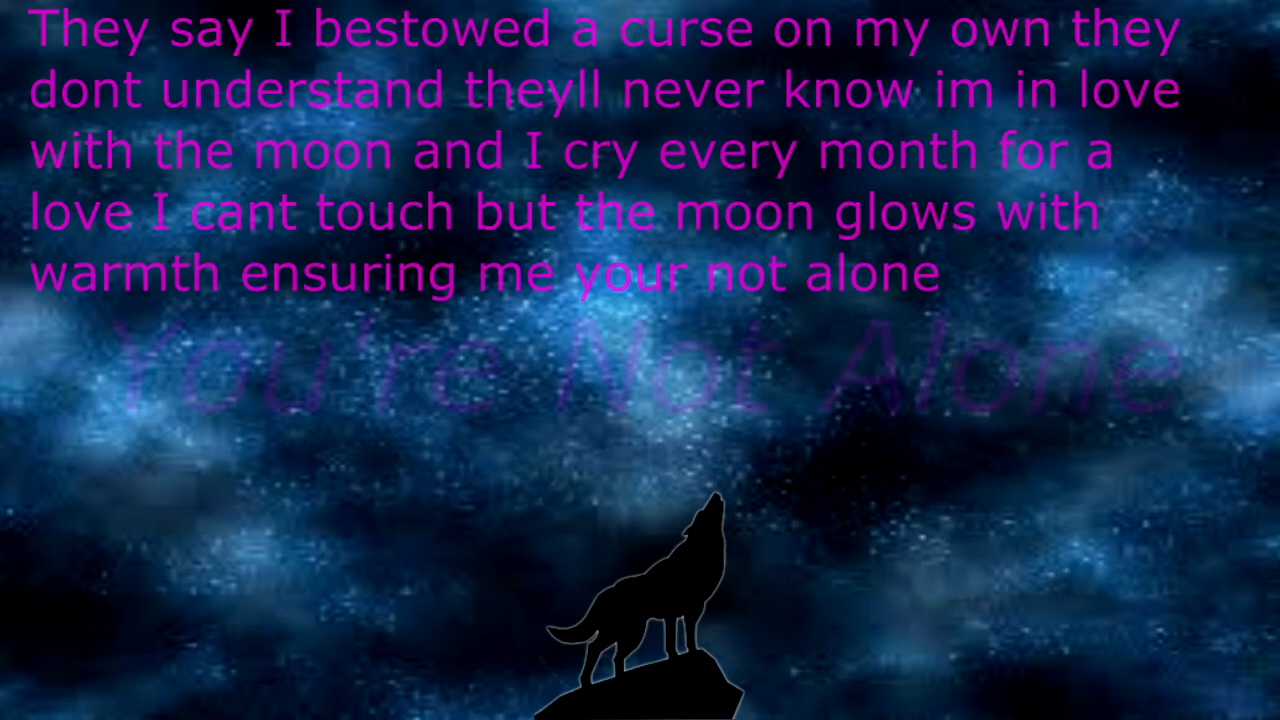 They say I bestowed a curse on my own they
dont understand theyll never know im in love
with the moon and I cry every month for a
love I cant touch but the moon glows with
warmth ensuring me your not alone
You're Not Alone